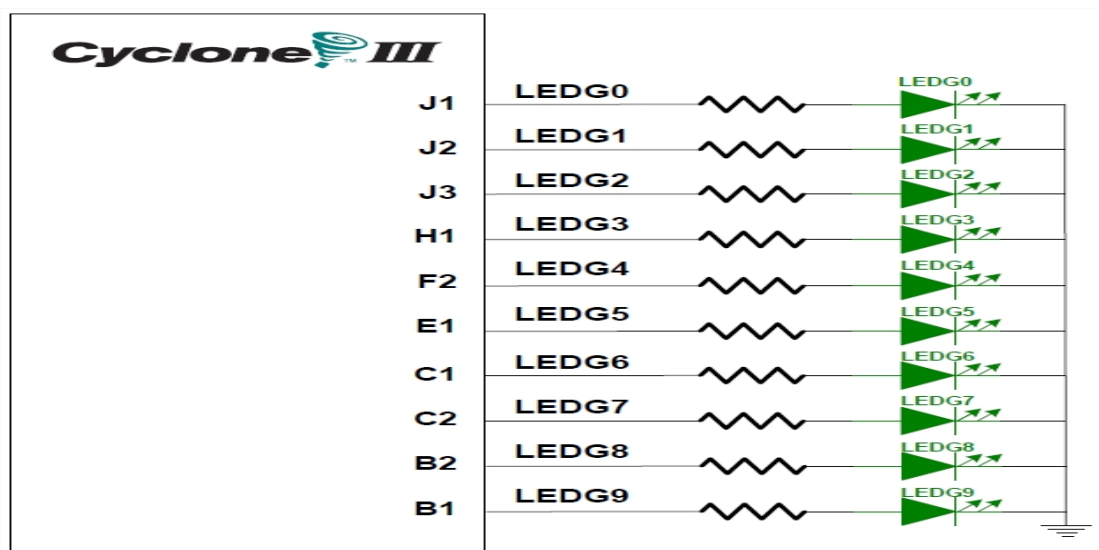 Cyclone III
TM
J1 LEDG0 LEDG0
J2 LEDG1 LEDG1
J3 LEDG2 LEDG2
H1 LEDG3 LEDG3
F2 LEDG4 LEDG4
E1 LEDG5 LEDG5
C1 LEDG6 LEDG6
C2 LEDG7 LEDG7
B2 LEDG8 LEDG8
B1 LEDG9 LEDG9